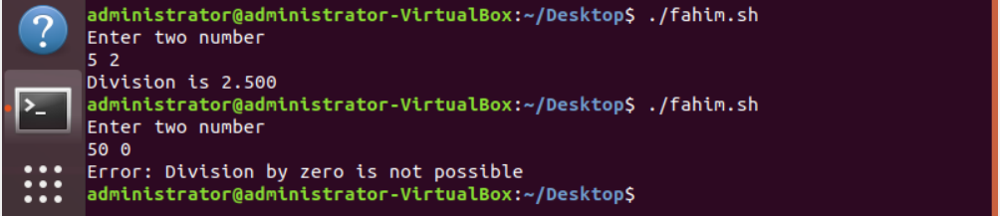 administrator@administrator-VirtualBox:~/Desktop$ ./fahim.sh
Enter two number
5 2
Division is 2.500
administrator@administrator-VirtualBox:~/Desktop$ ./fahim.sh
Enter two number
50 0
Error: Division by zero is not possible
administrator@administrator-VirtualBox:~/Desktop$